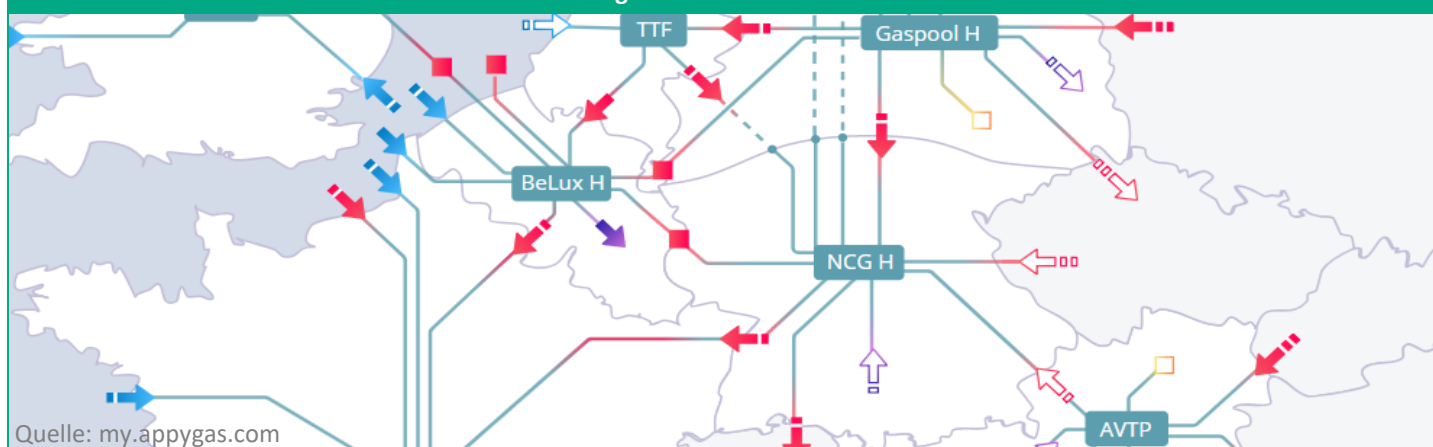 TTF
Gaspool H
BeLux H
NCG H
AVTP
Quelle: my.appygas.com